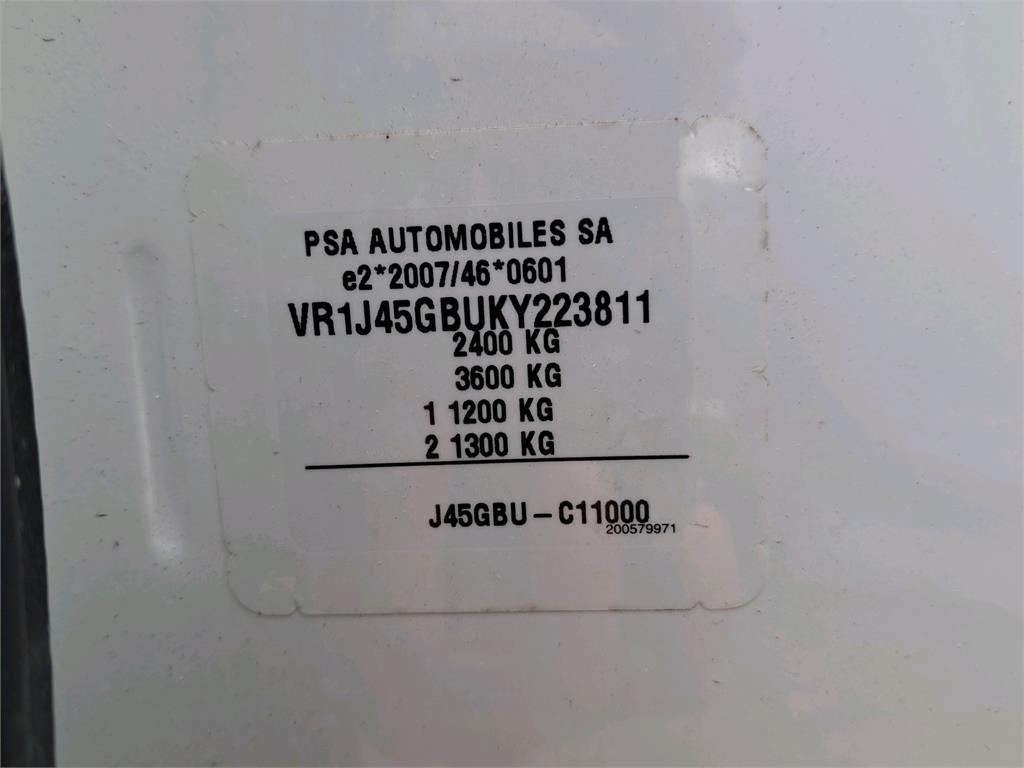 PSA AUTOMOBILES SA
e2*2007/46*0601
VR1J45GBUKY223811
2400 KG
3600 KG
1 1200 KG
2 1300 KG
J45GBU – C11000
200579971